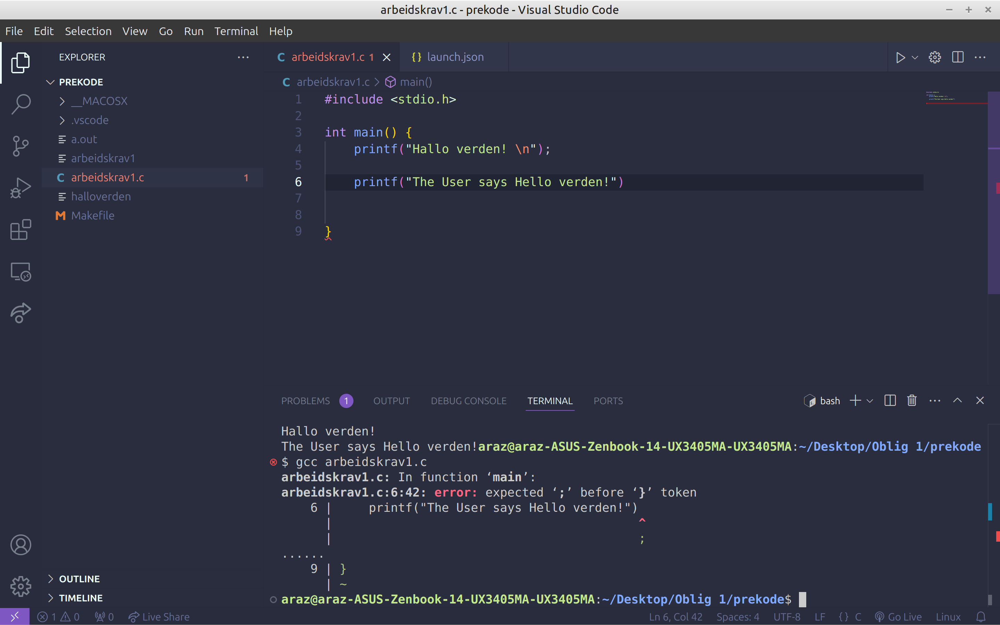 arbeidskrav1.c - prekode - Visual Studio Code
File Edit Selection View Go Run Terminal Help
EXPLORER
PREKODE
__MACOSX
.vscode
a.out
arbeidskrav1
arbeidskrav1.c 1
halloverden
Makefile
OUTLINE
TIMELINE
arbeidskrav1.c 1 launch.json
arbeidskrav1.c > main()
1 #include <stdio.h>
2
3 int main() {
4 printf("Hallo verden! \n");
5
6 printf("The User says Hello verden!")
7
8
9 }
PROBLEMS 1 OUTPUT DEBUG CONSOLE TERMINAL PORTS bash
Hallo verden!
The User says Hello verden!araz@araz-ASUS-Zenbook-14-UX3405MA-UX3405MA:~/Desktop/Oblig 1/prekode
$ gcc arbeidskrav1.c
arbeidskrav1.c: In function ‘main’:
arbeidskrav1.c:6:42: error: expected ‘;’ before ‘}’ token
6 | printf("The User says Hello verden!")
| ^
| ;
......
9 | }
| ~
araz@araz-ASUS-Zenbook-14-UX3405MA-UX3405MA:~/Desktop/Oblig 1/prekode$
1 0 0 Live Share Ln 6, Col 42 Spaces: 4 UTF-8 LF {} C Go Live Linux